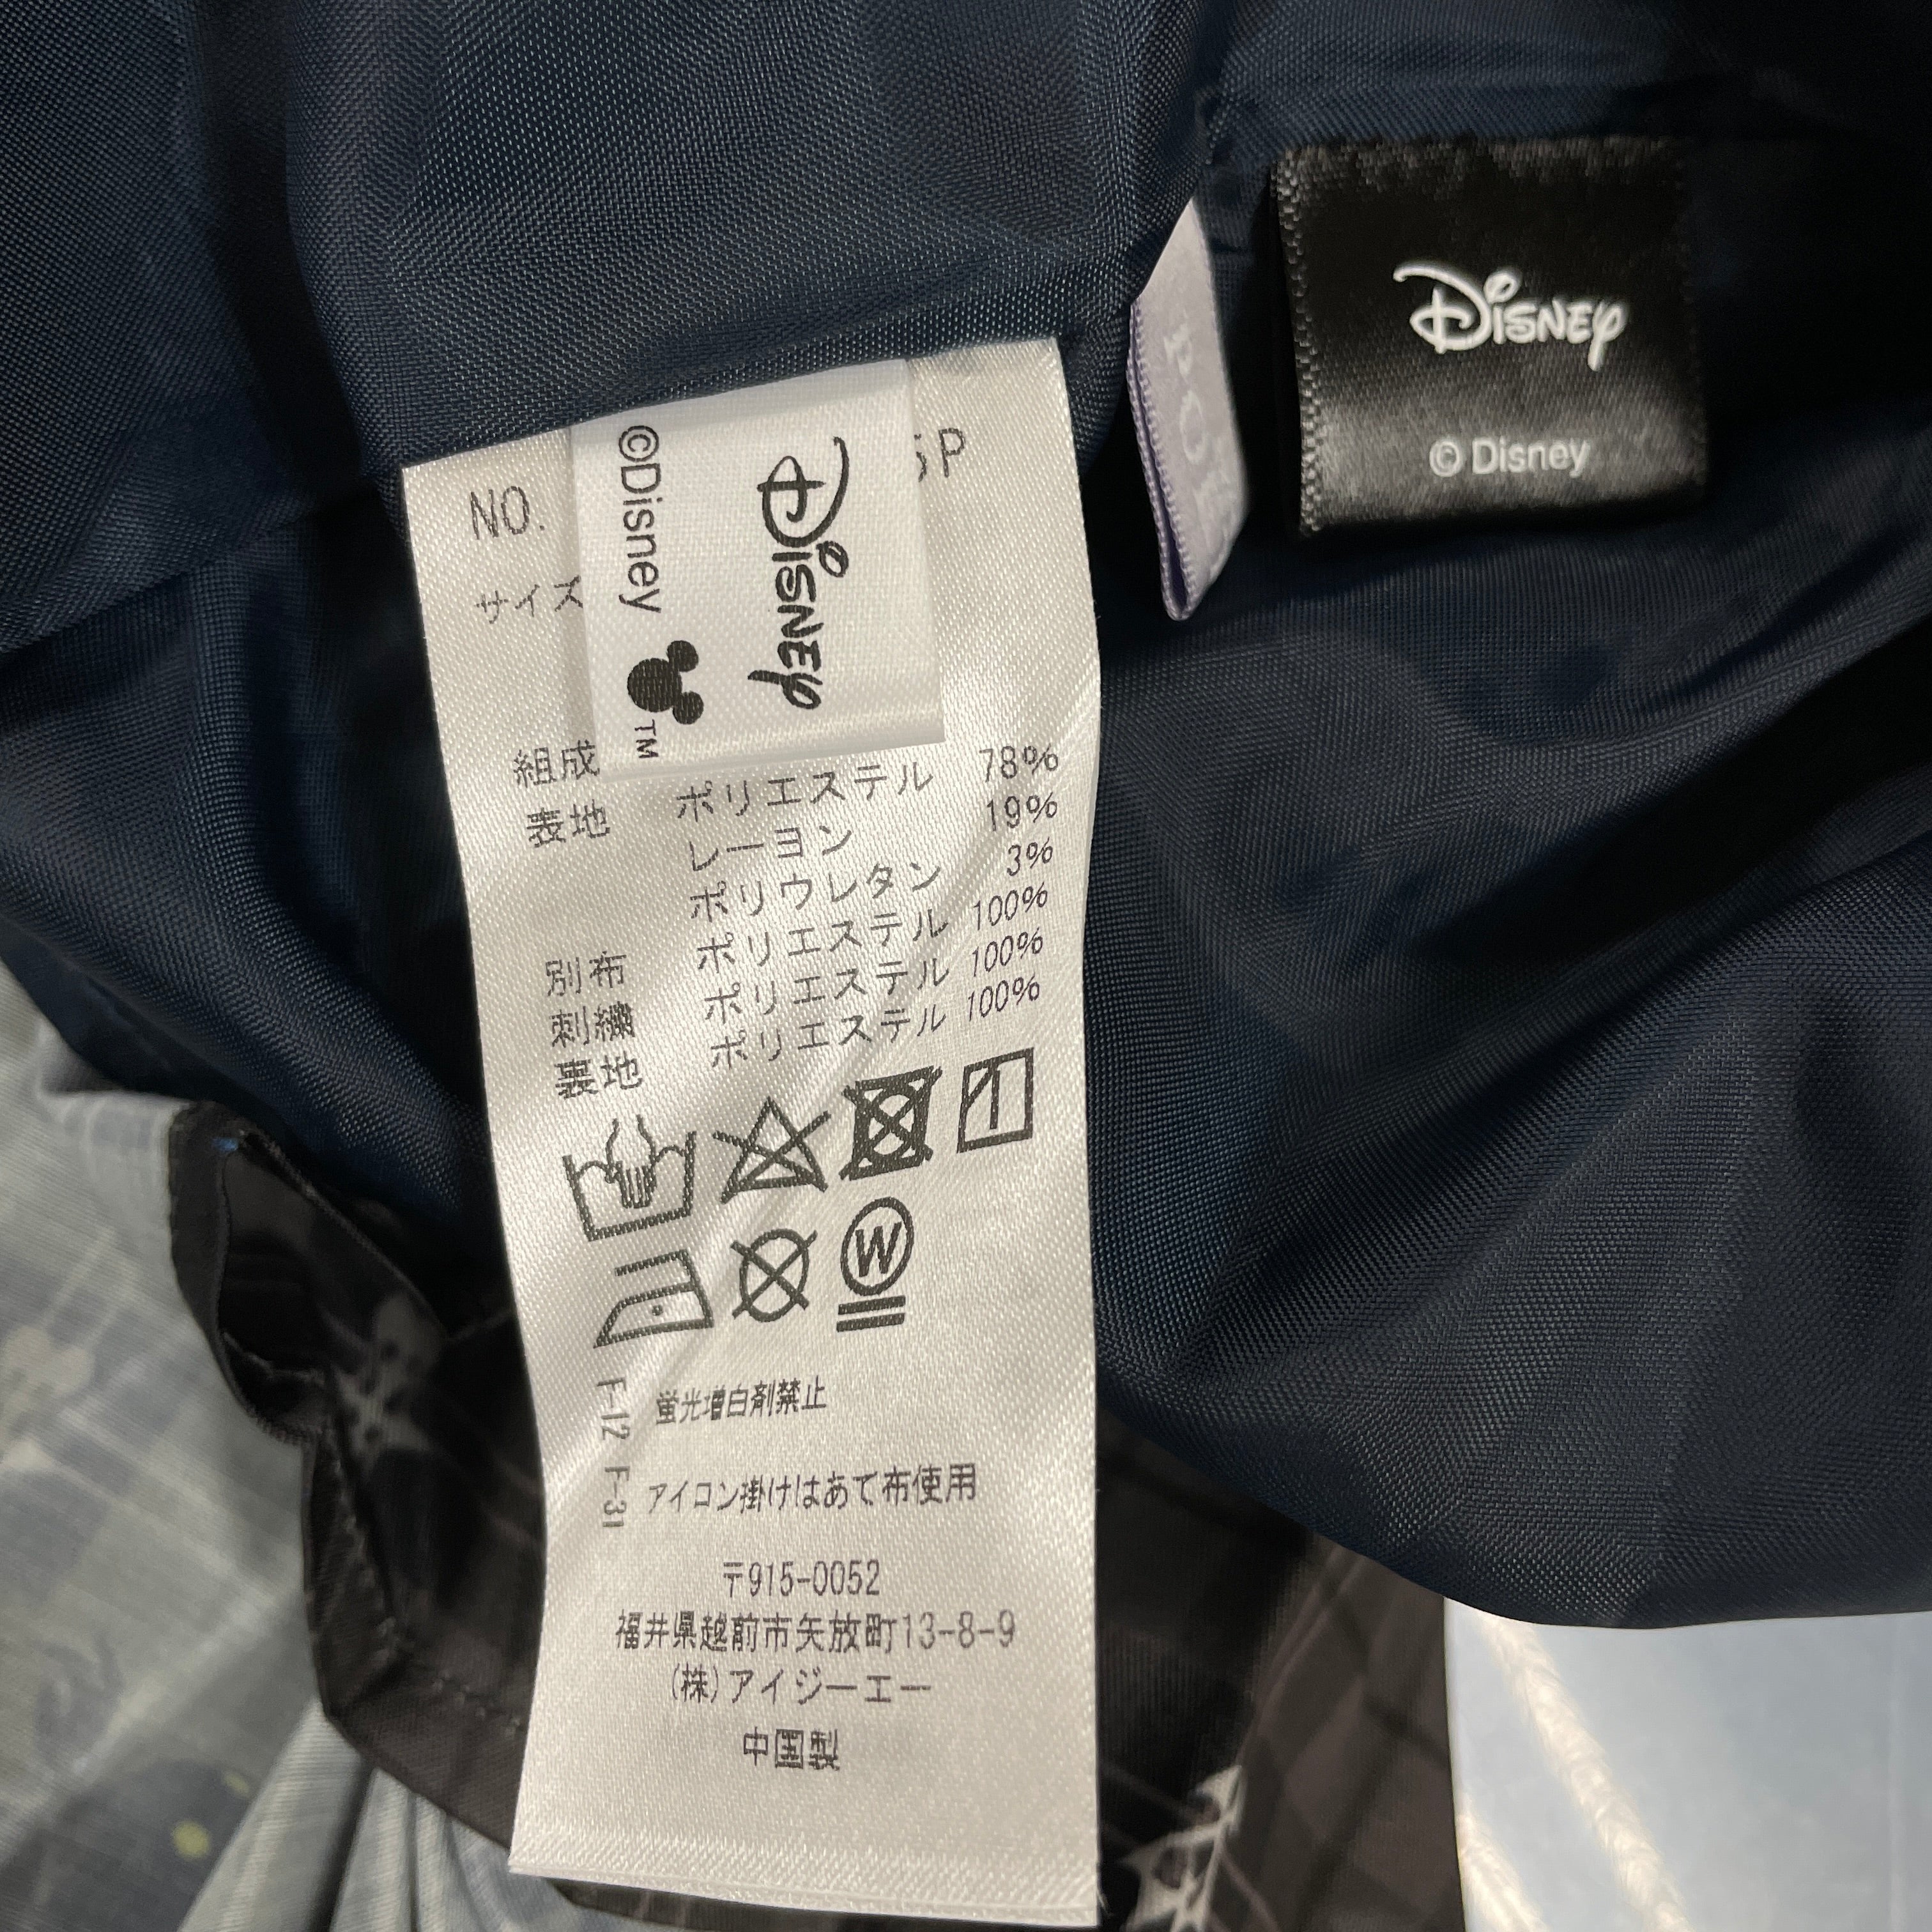 NO.
P
サイズ
Disney
©Disney
TM
組成
表地 ポリエステル 78%
レーヨン 19%
ポリウレタン 3%
別布 ポリエステル 100%
刺繍 ポリエステル 100%
裏地 ポリエステル 100%
W
F-12 蛍光増白剤禁止
F-31 アイロン掛けはあて布使用
〒915-0052
福井県越前市矢放町13-8-9
(株)アイジーエー
中国製
Disney
© Disney